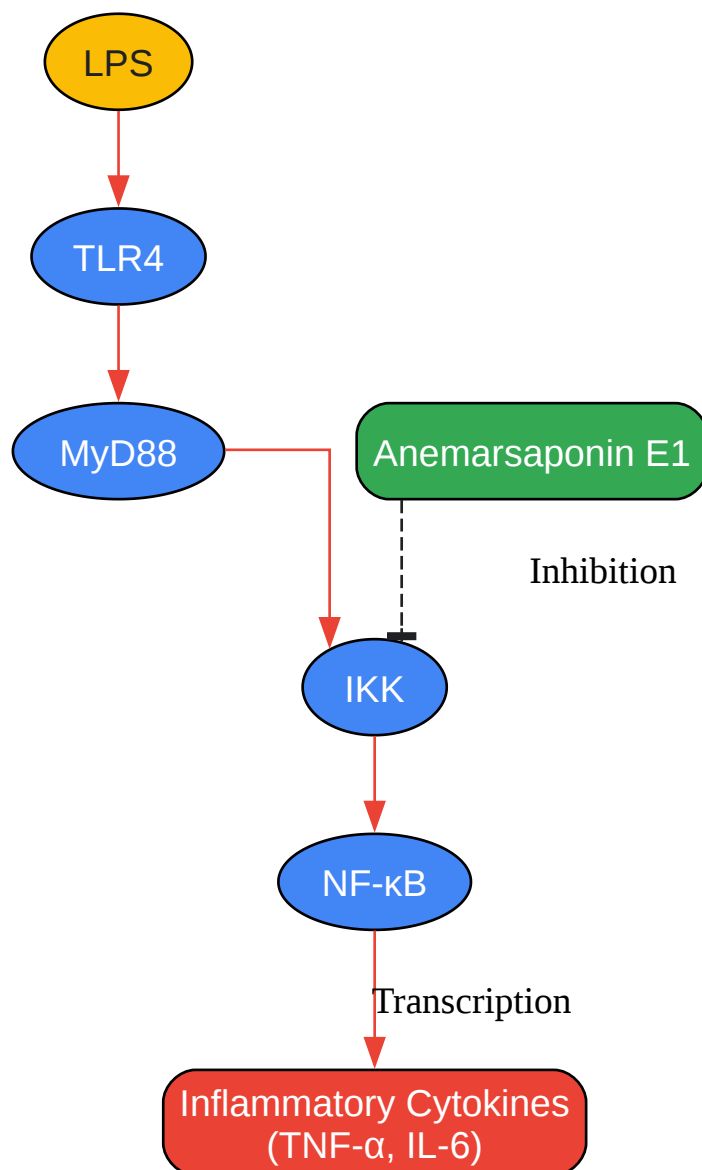 LPS
TLR4
MyD88
Anemarsaponin E1
Inhibition
IKK
NF-κB
Transcription
Inflammatory Cytokines
(TNF-α, IL-6)